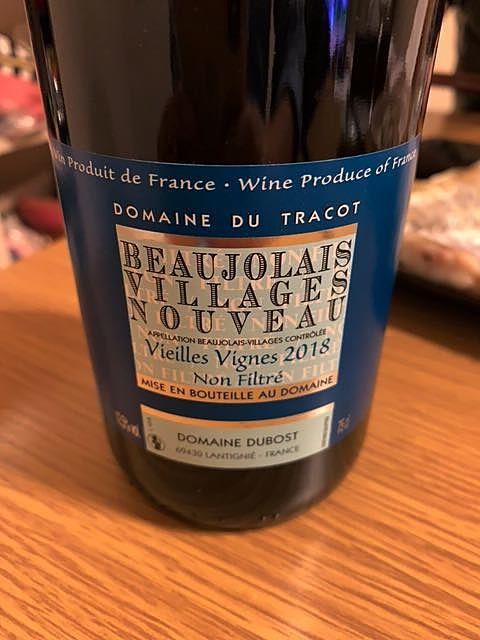 Vin Produit de France • Wine Produce of France
DOMAINE DU TRACOT
BEAUJOLAIS
VILLAGES
NOUVEAU
APPELLATION BEAUJOLAIS-VILLAGES CONTRÔLÉE
Vieilles Vignes 2018
Non Filtré
MISE EN BOUTEILLE AU DOMAINE
DOMAINE DUBOST
69430 LANTIGNIÉ - FRANCE
75cl